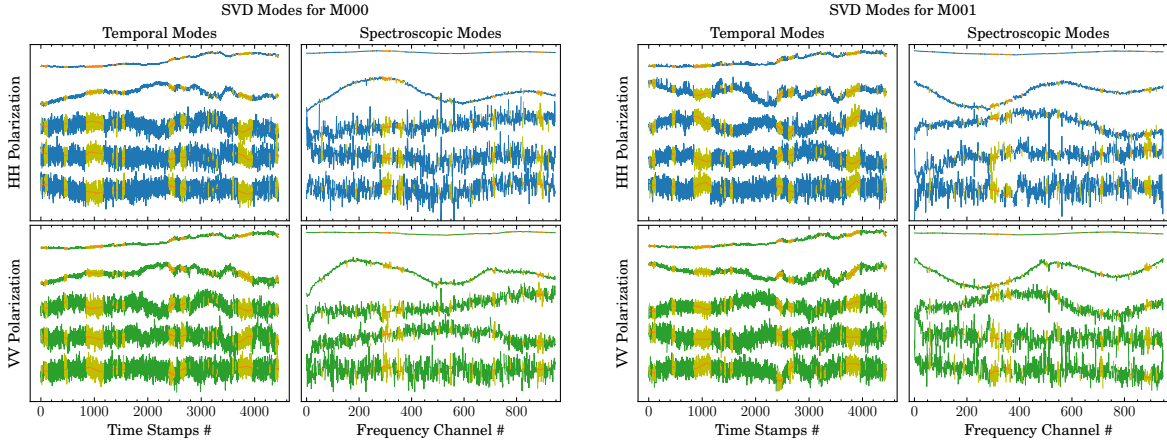 SVD Modes for M000
Temporal Modes
Spectroscopic Modes
HH Polarization
VV Polarization
0 1000 2000 3000 4000
Time Stamps #
0 200 400 600 800
Frequency Channel #
SVD Modes for M001
Temporal Modes
Spectroscopic Modes
HH Polarization
VV Polarization
0 1000 2000 3000 4000
Time Stamps #
0 200 400 600 800
Frequency Channel #